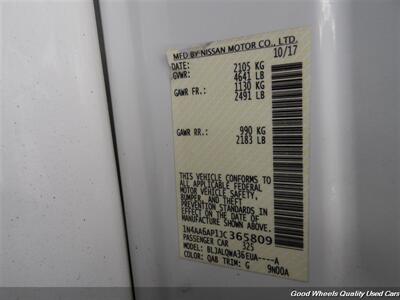 MFD BY NISSAN MOTOR CO., LTD.
DATE: 10/17
GVWR: 2105 KG
4641 LB
GAWR FR.: 1130 KG
2491 LB
GAWR RR.: 990 KG
2183 LB
THIS VEHICLE CONFORMS TO ALL
APPLICABLE FEDERAL
MOTOR VEHICLE SAFETY,
BUMPER, AND THEFT
PREVENTION STANDARDS IN
EFFECT ON THE DATE OF
MANUFACTURE SHOWN ABOVE.
1N4AA6AP1JC365809
PASSENGER CAR 325
MODEL: BLJALQWA36EUA----A
COLOR: QAB TRIM: G 9N00A
Good Wheels Quality Used Cars